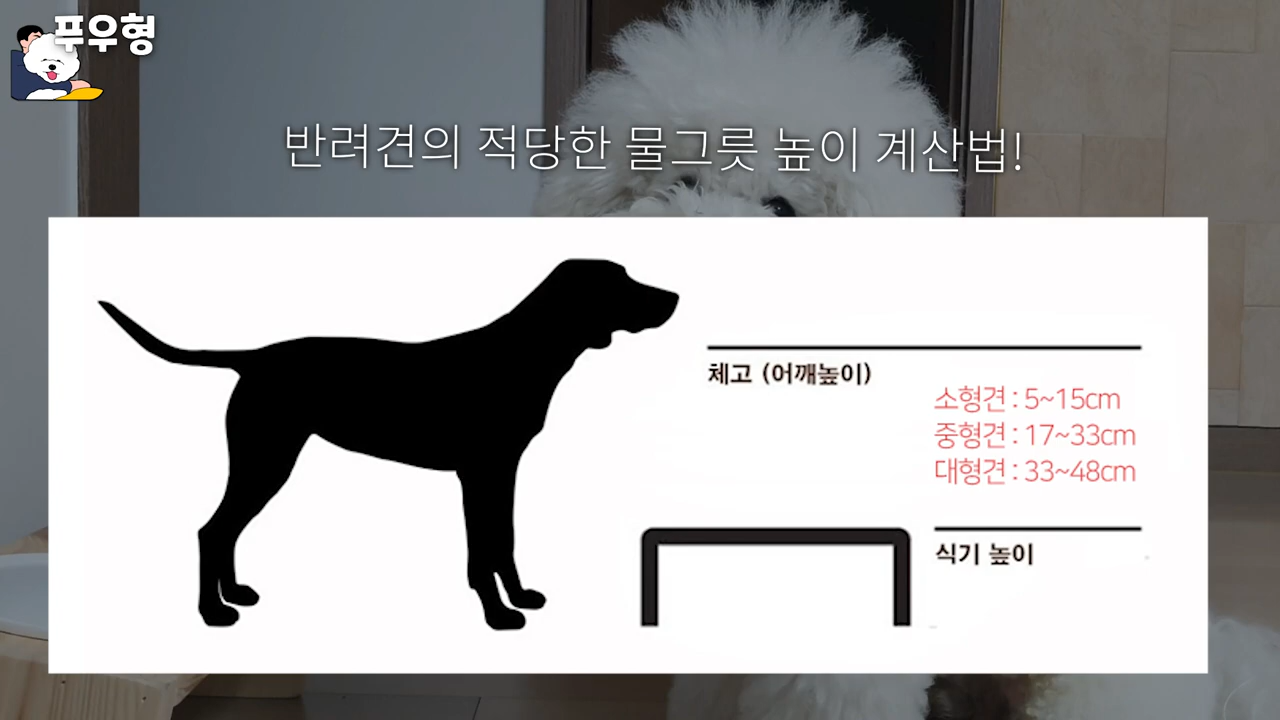 푸우형
반려견의 적당한 물그릇 높이 계산법!
체고 (어깨높이)
소형견 : 5~15cm
중형견 : 17~33cm
대형견 : 33~48cm
식기 높이